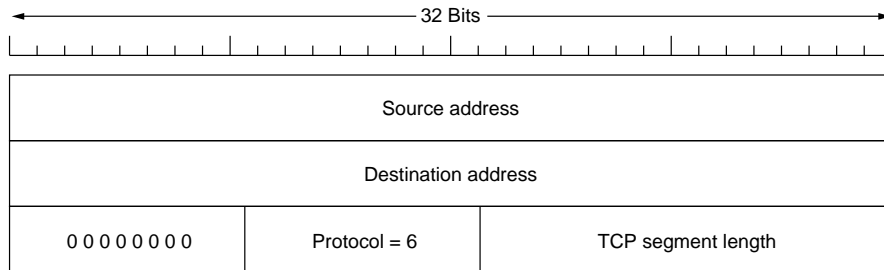 32 Bits
Source address
Destination address
0 0 0 0 0 0 0 0 Protocol = 6 TCP segment length